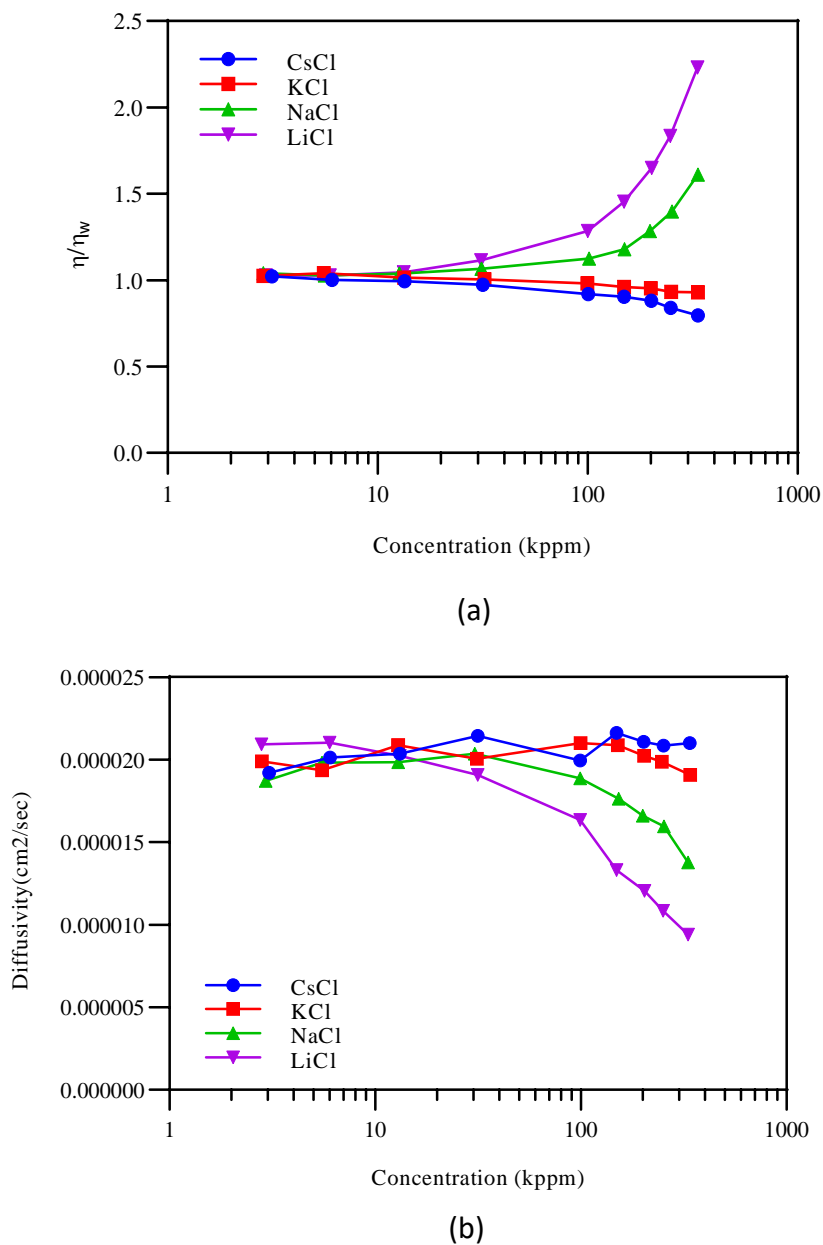 2.5
2.0
1.5
1.0
0.5
0.0
η/ηw
CsCl
KCl
NaCl
LiCl
1 10 100 1000
Concentration (kppm)
(a)
0.000025
0.000020
0.000015
0.000010
0.000005
0.000000
Diffusivity(cm2/sec)
CsCl
KCl
NaCl
LiCl
1 10 100 1000
Concentration (kppm)
(b)